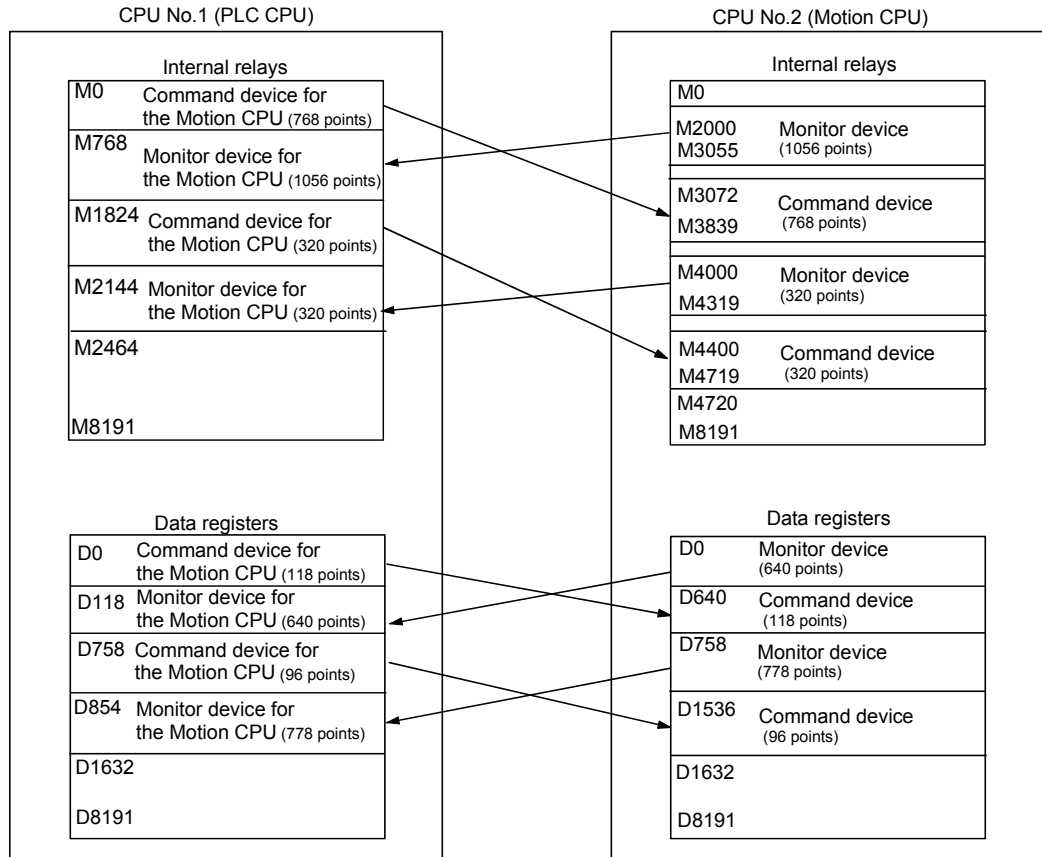 CPU No.1 (PLC CPU)
Internal relays
M0 Command device for
the Motion CPU (768 points)
M768
Monitor device for
the Motion CPU (1056 points)
M1824 Command device for
the Motion CPU (320 points)
M2144 Monitor device for
the Motion CPU (320 points)
M2464
M8191
Data registers
D0 Command device for
the Motion CPU (118 points)
D118 Monitor device for
the Motion CPU (640 points)
D758 Command device for
the Motion CPU (96 points)
D854 Monitor device for
the Motion CPU (778 points)
D1632
D8191
CPU No.2 (Motion CPU)
Internal relays
M0
M2000 Monitor device
M3055 (1056 points)
M3072 Command device
M3839 (768 points)
M4000 Monitor device
M4319 (320 points)
M4400 Command device
M4719 (320 points)
M4720
M8191
Data registers
D0 Monitor device
(640 points)
D640 Command device
(118 points)
D758 Monitor device
(778 points)
D1536 Command device
(96 points)
D1632
D8191